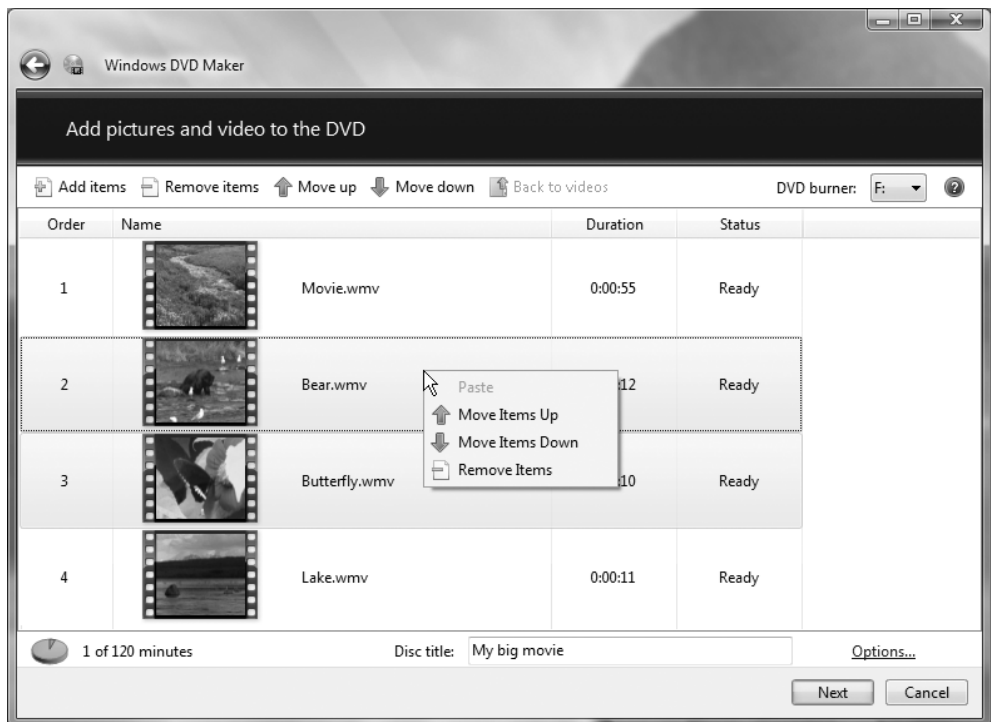 Windows DVD Maker
Add pictures and video to the DVD
Add items Remove items Move up Move down Back to videos DVD burner: F:
Order Name Duration Status
1 Movie.wmv 0:00:55 Ready
2 Bear.wmv :12 Ready
Paste
Move Items Up
Move Items Down
Remove Items
3 Butterfly.wmv :10 Ready
4 Lake.wmv 0:00:11 Ready
1 of 120 minutes Disc title: My big movie Options...
Next Cancel